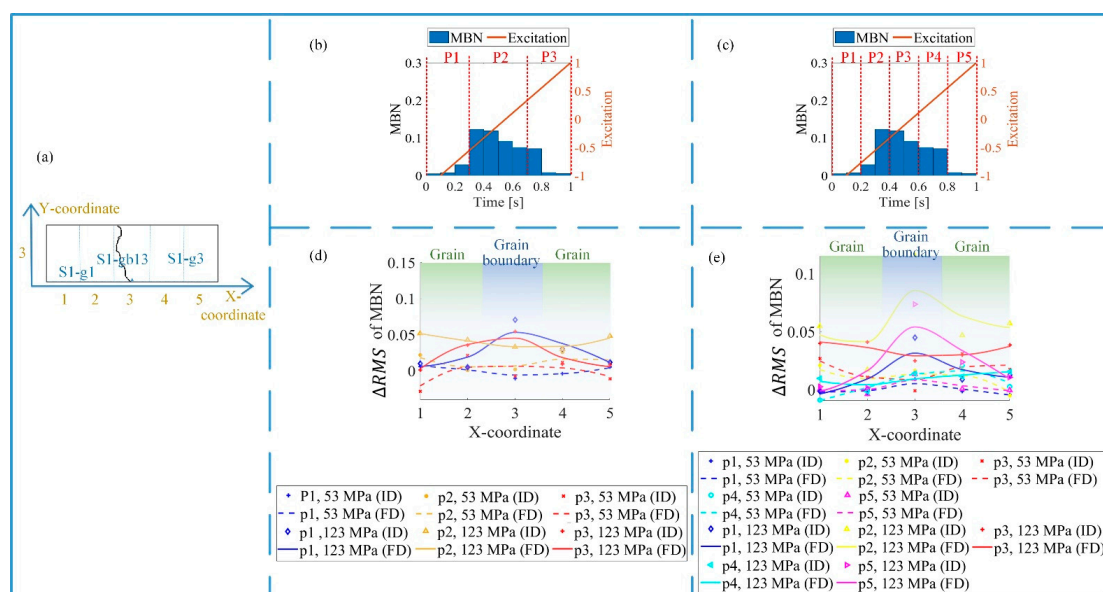 (a)
Y-coordinate
3
S1-g1
S1-gb13
S1-g3
1 2 3 4 5
X-
coordinate
(b)
MBN Excitation
P1 P2 P3
0.3
0.2
0.1
0
MBN
1
0.5
0
-0.5
-1
Excitation
0 0.2 0.4 0.6 0.8 1
Time [s]
(c)
MBN Excitation
P1 P2 P3 P4 P5
0.3
0.2
0.1
0
MBN
1
0.5
0
-0.5
-1
Excitation
0 0.2 0.4 0.6 0.8 1
Time [s]
(d)
Grain
Grain
boundary
Grain
0.15
0.1
0.05
0
ΔRMS of MBN
1 2 3 4 5
X-coordinate
P1, 53 MPa (ID) p2, 53 MPa (ID) p3, 53 MPa (ID)
p1, 53 MPa (FD) p2, 53 MPa (FD) p3, 53 MPa (FD)
p1 ,123 MPa (ID) p2, 123 MPa (ID) p3, 123 MPa (ID)
p1, 123 MPa (FD) p2, 123 MPa (FD) p3, 123 MPa (FD)
(e)
Grain
Grain
boundary
Grain
0.1
0.05
0
ΔRMS of MBN
1 2 3 4 5
X-coordinate
p1, 53 MPa (ID) p2, 53 MPa (ID) p3, 53 MPa (ID)
p1, 53 MPa (FD) p2, 53 MPa (FD) p3, 53 MPa (FD)
p4, 53 MPa (ID) p5, 53 MPa (ID)
p4, 53 MPa (FD) p5, 53 MPa (FD)
p1, 123 MPa (ID) p2, 123 MPa (ID) p3, 123 MPa (ID)
p1, 123 MPa (FD) p2, 123 MPa (FD) p3, 123 MPa (FD)
p4, 123 MPa (ID) p5, 123 MPa (ID)
p4, 123 MPa (FD) p5, 123 MPa (FD)